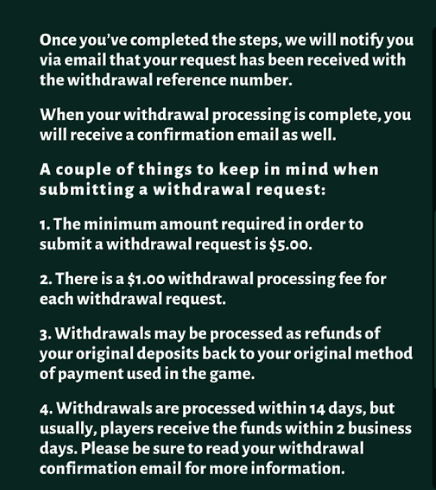 Once you've completed the steps, we will notify you
via email that your request has been received with
the withdrawal reference number.
When your withdrawal processing is complete, you
will receive a confirmation email as well.
A couple of things to keep in mind when
submitting a withdrawal request:
1. The minimum amount required in order to
submit a withdrawal request is $5.00.
2. There is a $1.00 withdrawal processing fee for
each withdrawal request.
3. Withdrawals may be processed as refunds of
your original deposits back to your original method
of payment used in the game.
4. Withdrawals are processed within 14 days, but
usually, players receive the funds within 2 business
days. Please be sure to read your withdrawal
confirmation email for more information.